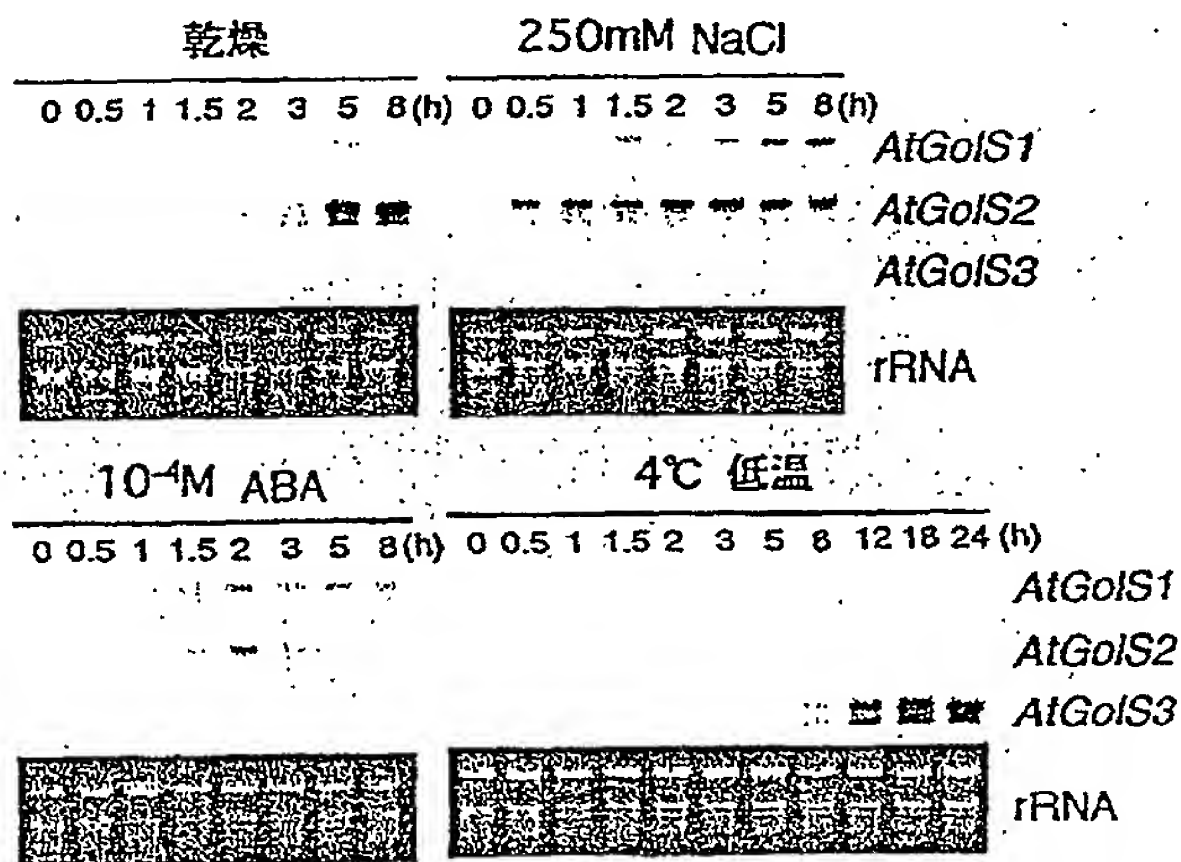 乾燥 250mM NaCl
0 0.5 1 1.5 2 3 5 8(h) 0 0.5 1 1.5 2 3 5 8(h)
AtGolS1
AtGolS2
AtGolS3
rRNA
10⁻⁴M ABA 4℃ 低温
0 0.5 1 1.5 2 3 5 8(h) 0 0.5 1 1.5 2 3 5 8 12 18 24 (h)
AtGolS1
AtGolS2
AtGolS3
rRNA